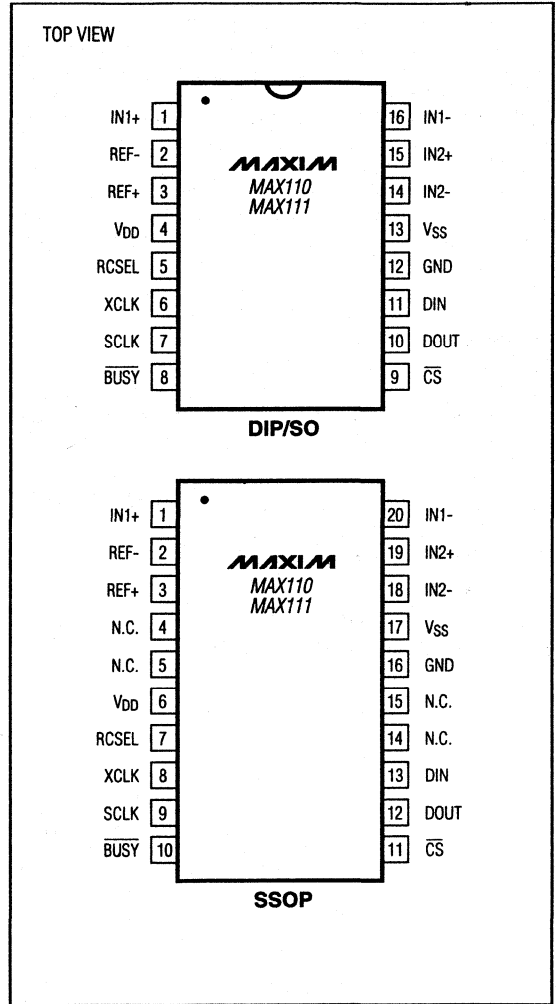 TOP VIEW
IN1+ 1 16 IN1-
REF- 2 15 IN2+
REF+ 3 14 IN2-
VDD 4 13 VSS
RCSEL 5 12 GND
XCLK 6 11 DIN
SCLK 7 10 DOUT
BUSY 8 9 CS
MAXIM
MAX110
MAX111
DIP/SO
IN1+ 1 20 IN1-
REF- 2 19 IN2+
REF+ 3 18 IN2-
N.C. 4 17 VSS
N.C. 5 16 GND
VDD 6 15 N.C.
RCSEL 7 14 N.C.
XCLK 8 13 DIN
SCLK 9 12 DOUT
BUSY 10 11 CS
MAXIM
MAX110
MAX111
SSOP